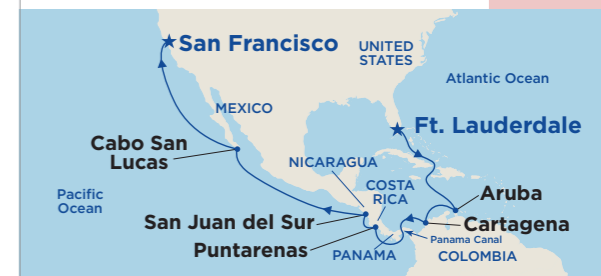 San Francisco
UNITED
STATES
Atlantic Ocean
MEXICO
Ft. Lauderdale
Cabo San
Lucas
NICARAGUA
COSTA
RICA
Aruba
Pacific
Ocean
San Juan del Sur
Cartagena
Panama Canal
Puntarenas
PANAMA
COLOMBIA